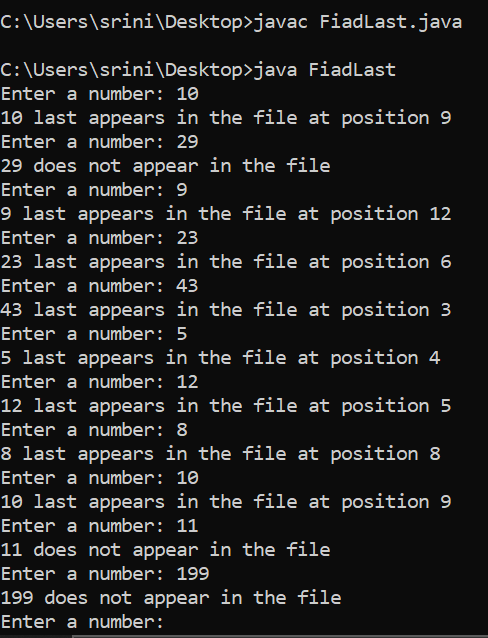 C:\Users\srini\Desktop>javac FiadLast.java
C:\Users\srini\Desktop>java FiadLast
Enter a number: 10
10 last appears in the file at position 9
Enter a number: 29
29 does not appear in the file
Enter a number: 9
9 last appears in the file at position 12
Enter a number: 23
23 last appears in the file at position 6
Enter a number: 43
43 last appears in the file at position 3
Enter a number: 5
5 last appears in the file at position 4
Enter a number: 12
12 last appears in the file at position 5
Enter a number: 8
8 last appears in the file at position 8
Enter a number: 10
10 last appears in the file at position 9
Enter a number: 11
11 does not appear in the file
Enter a number: 199
199 does not appear in the file
Enter a number: